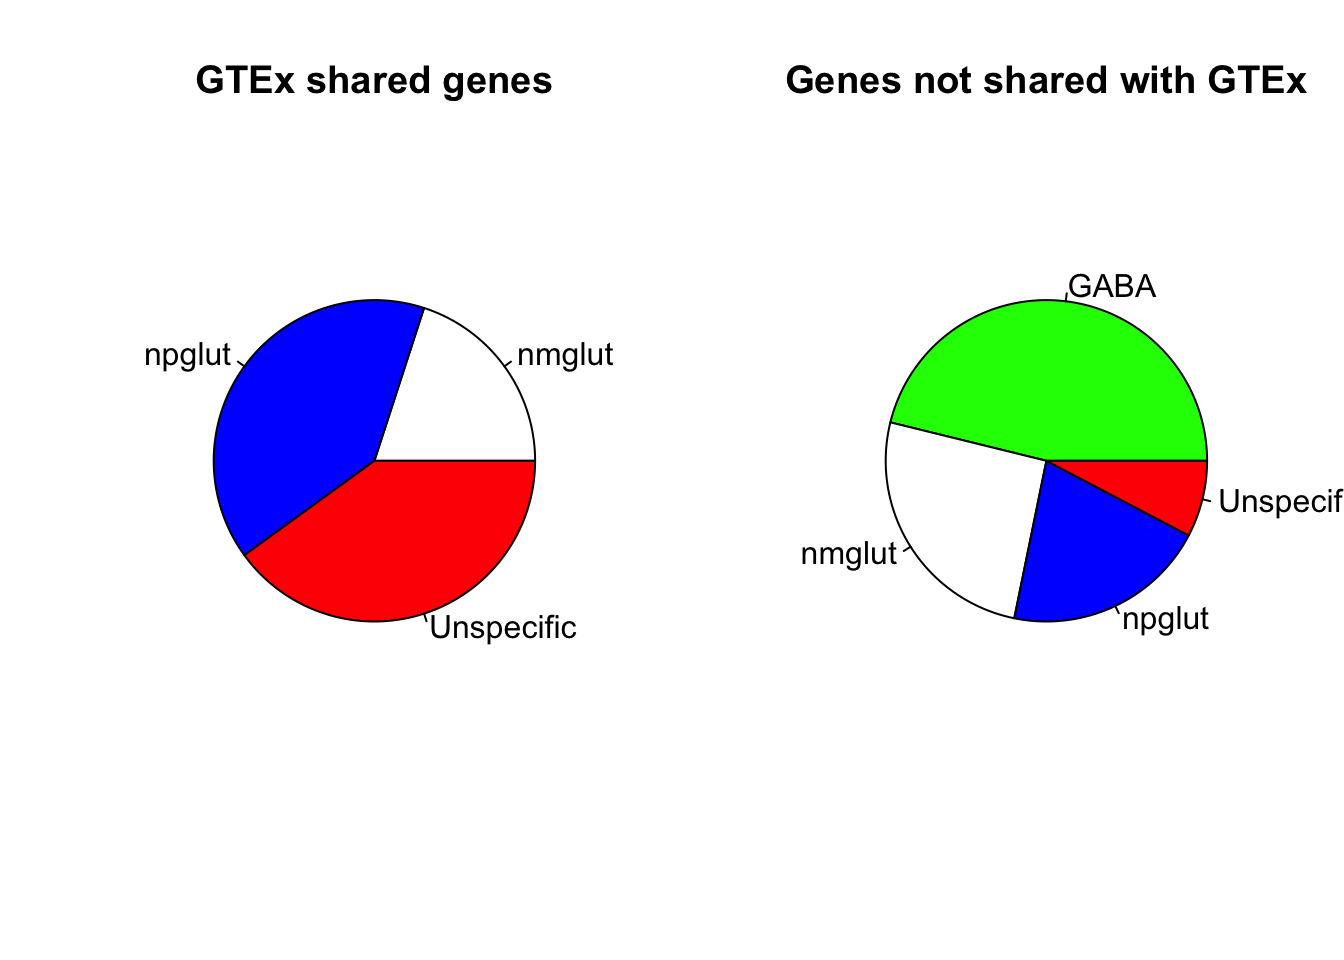 GTEx shared genes
npglut
nmglut
Unspecific
Genes not shared with GTEx
GABA
Unspecif
nmglut
npglut